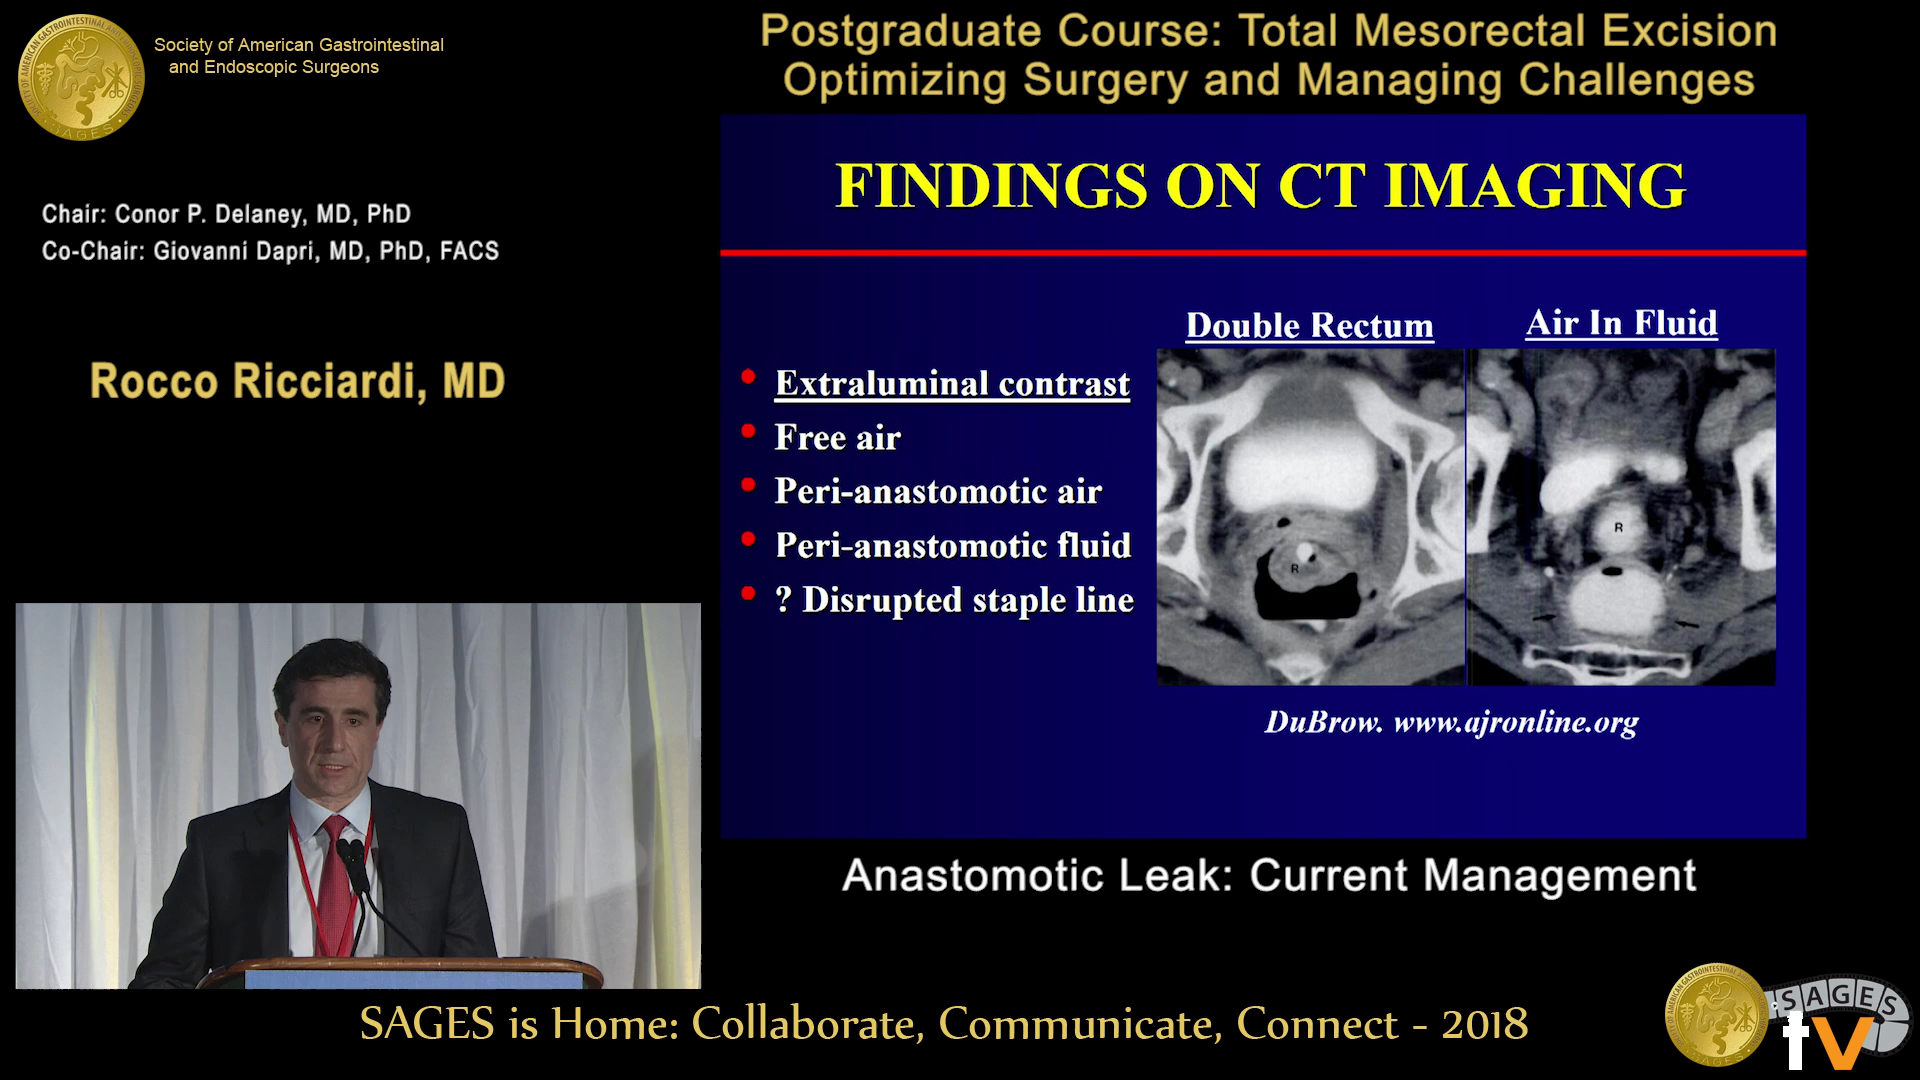 Society of American Gastrointestinal
and Endoscopic Surgeons
Postgraduate Course: Total Mesorectal Excision
Optimizing Surgery and Managing Challenges
Chair: Conor P. Delaney, MD, PhD
Co-Chair: Giovanni Dapri, MD, PhD, FACS
Rocco Ricciardi, MD
FINDINGS ON CT IMAGING
Double Rectum
Air In Fluid
• Extraluminal contrast
• Free air
• Peri-anastomotic air
• Peri-anastomotic fluid
• ? Disrupted staple line
R
R
DuBrow. www.ajronline.org
Anastomotic Leak: Current Management
SAGES is Home: Collaborate, Communicate, Connect - 2018
SAGES
tv